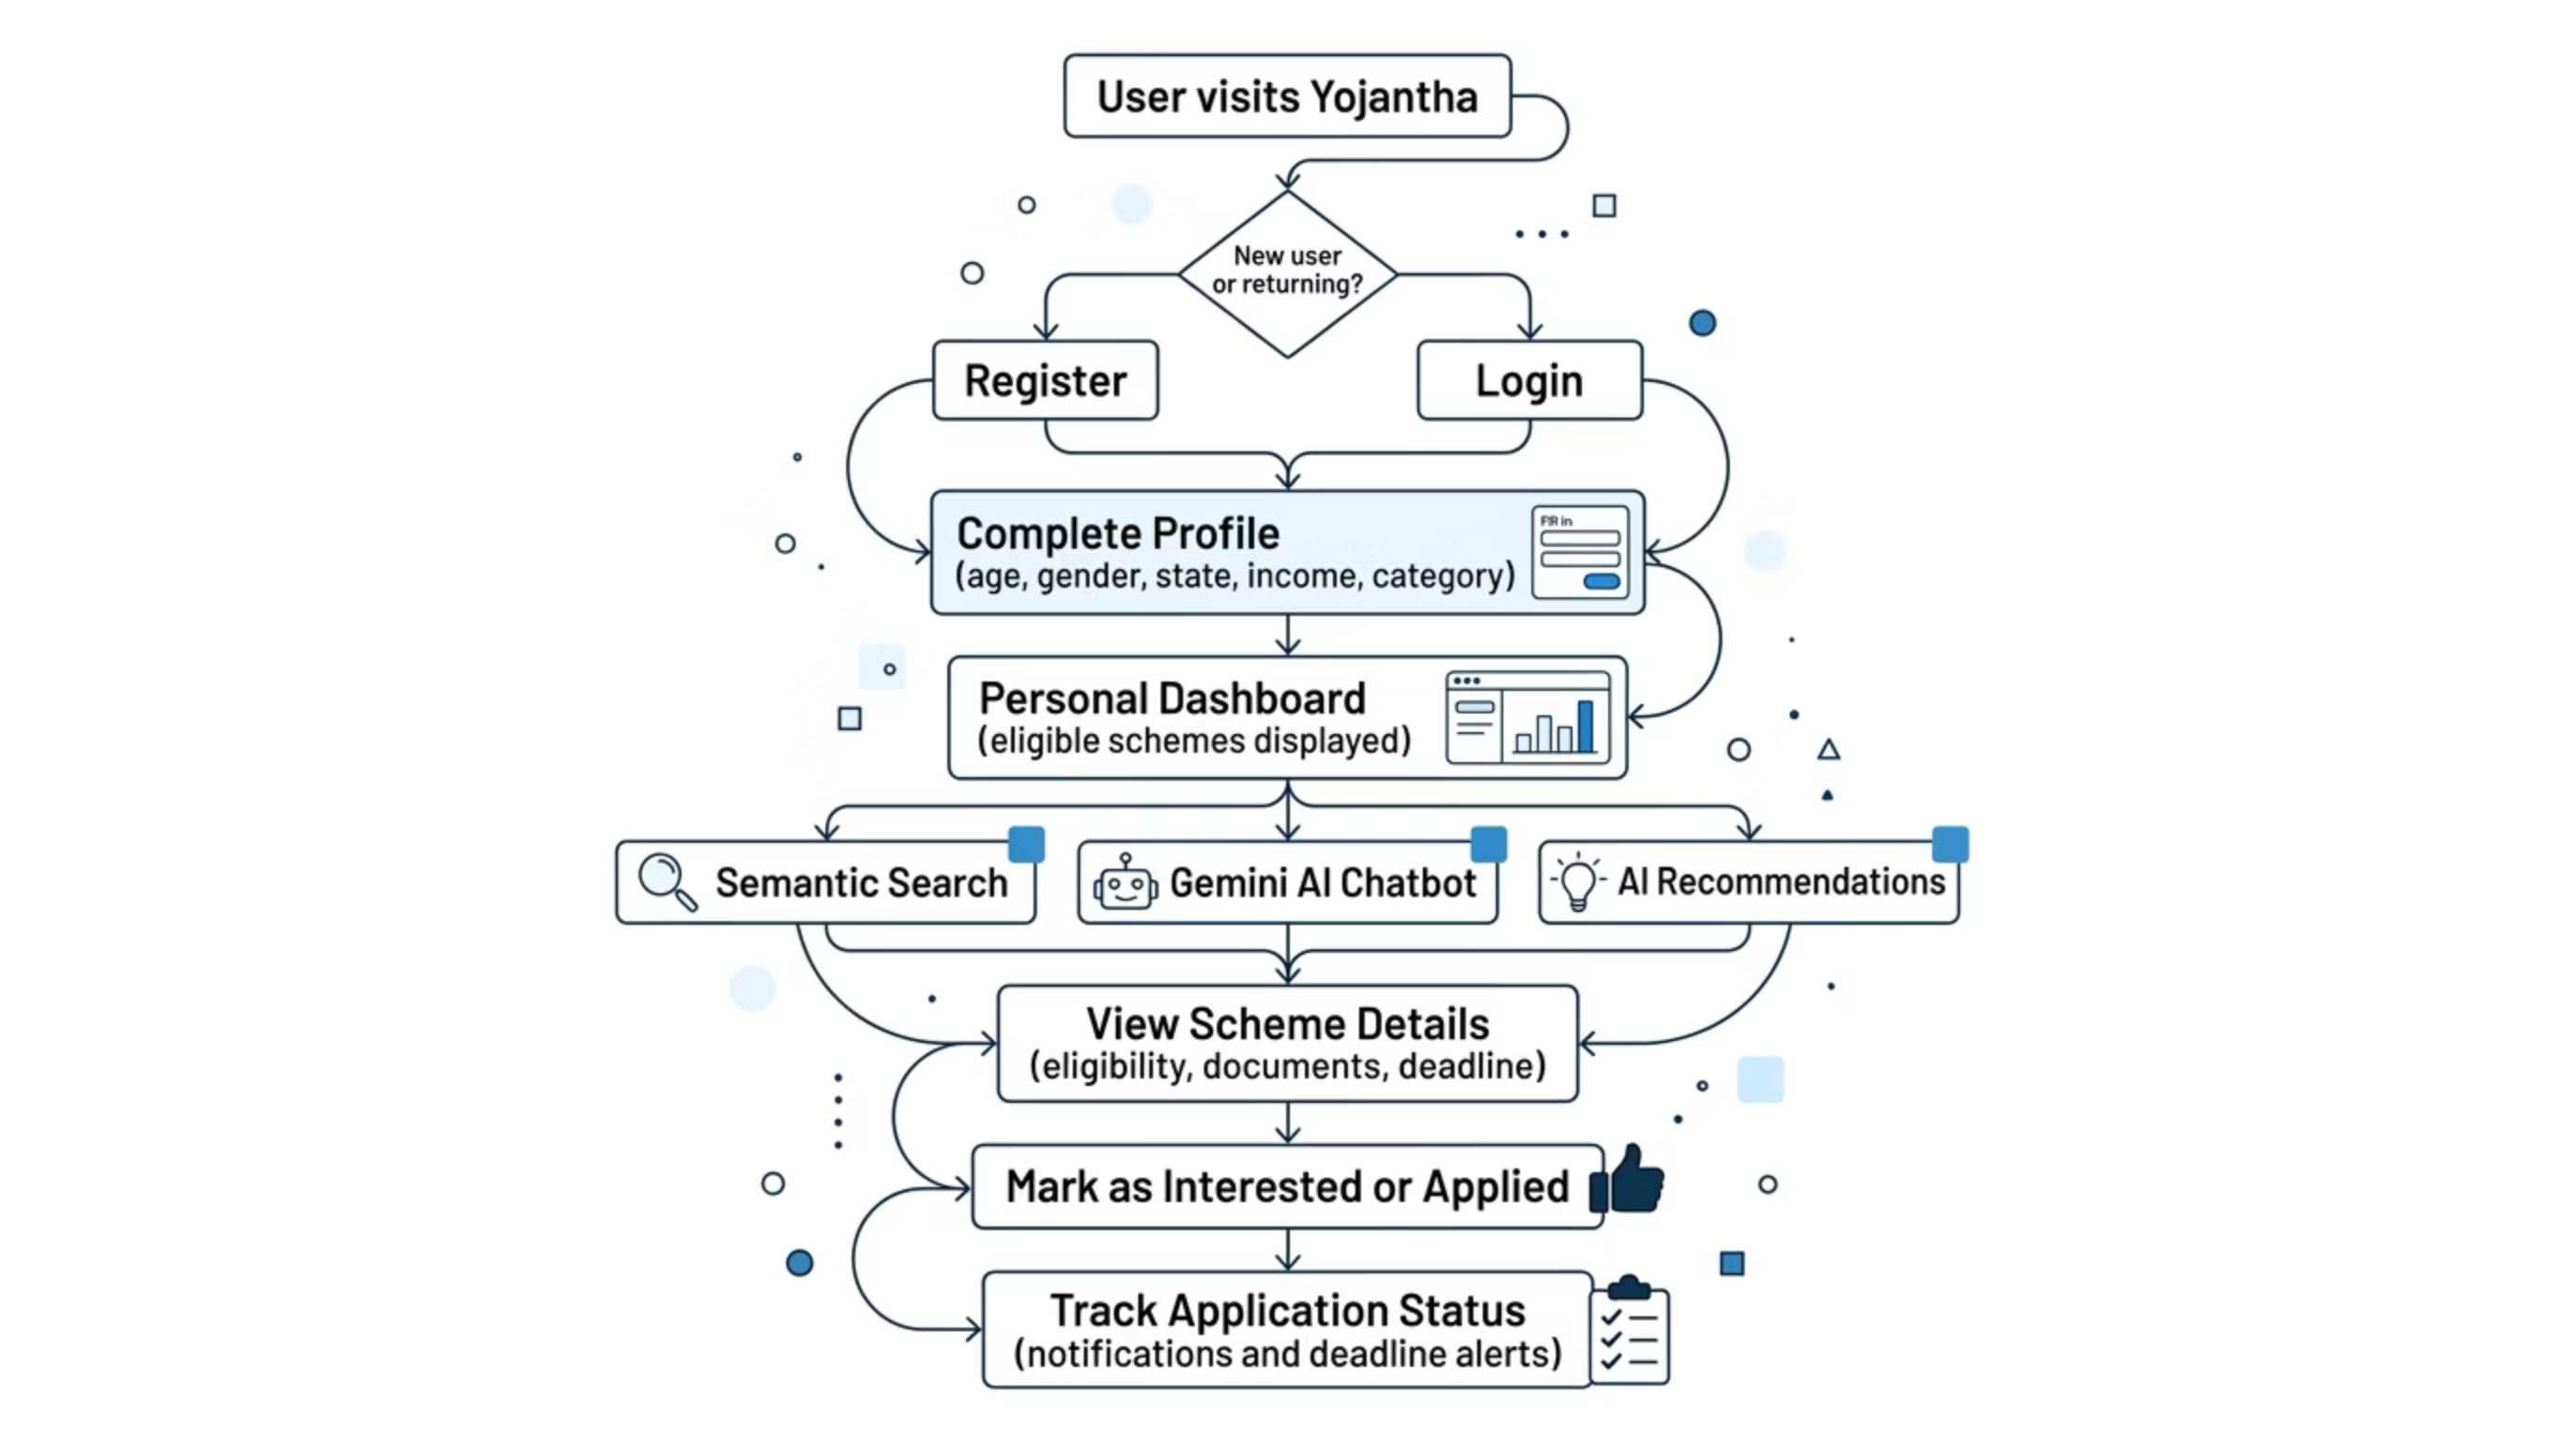 User visits Yojantha
New user
or returning?
Register
Login
Complete Profile
(age, gender, state, income, category)
Personal Dashboard
(eligible schemes displayed)
Semantic Search
Gemini AI Chatbot
AI Recommendations
View Scheme Details
(eligibility, documents, deadline)
Mark as Interested or Applied
Track Application Status
(notifications and deadline alerts)